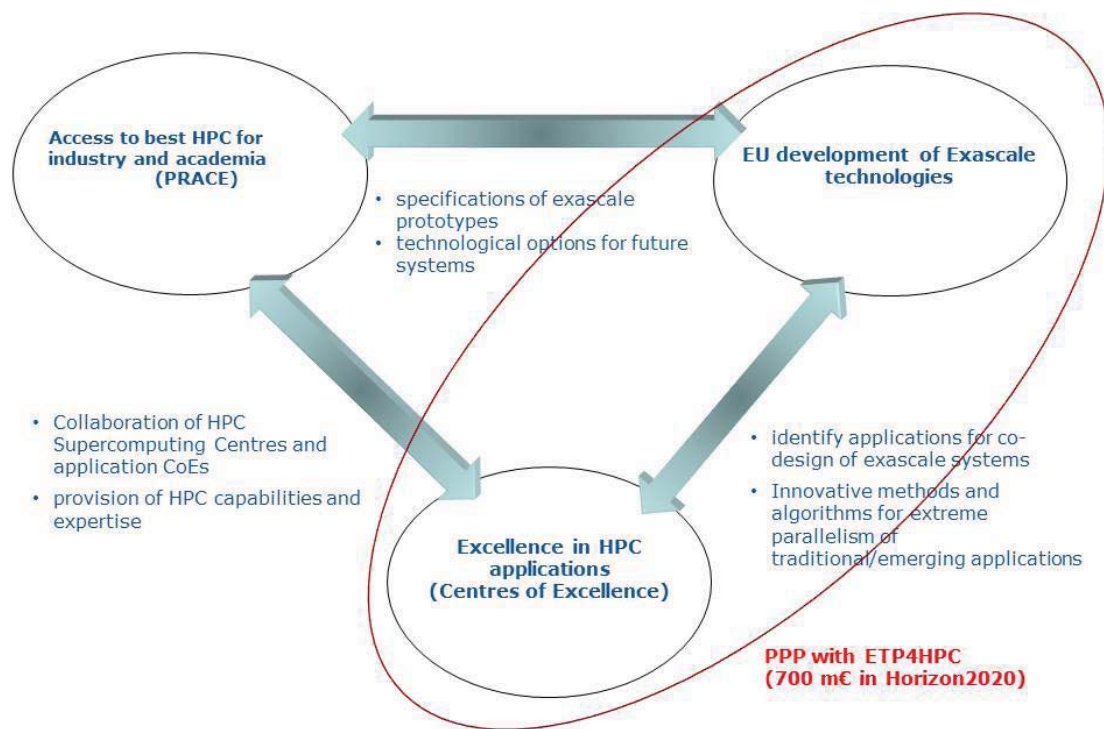 Access to best HPC for
industry and academia
(PRACE)
EU development of Exascale
technologies
• specifications of exascale
prototypes
• technological options for future
systems
• Collaboration of HPC
Supercomputing Centres and
application CoEs
• provision of HPC capabilities and
expertise
• identify applications for co-
design of exascale systems
• Innovative methods and
algorithms for extreme
parallelism of
traditional/emerging applications
Excellence in HPC
applications
(Centres of Excellence)
PPP with ETP4HPC
(700 m€ in Horizon2020)